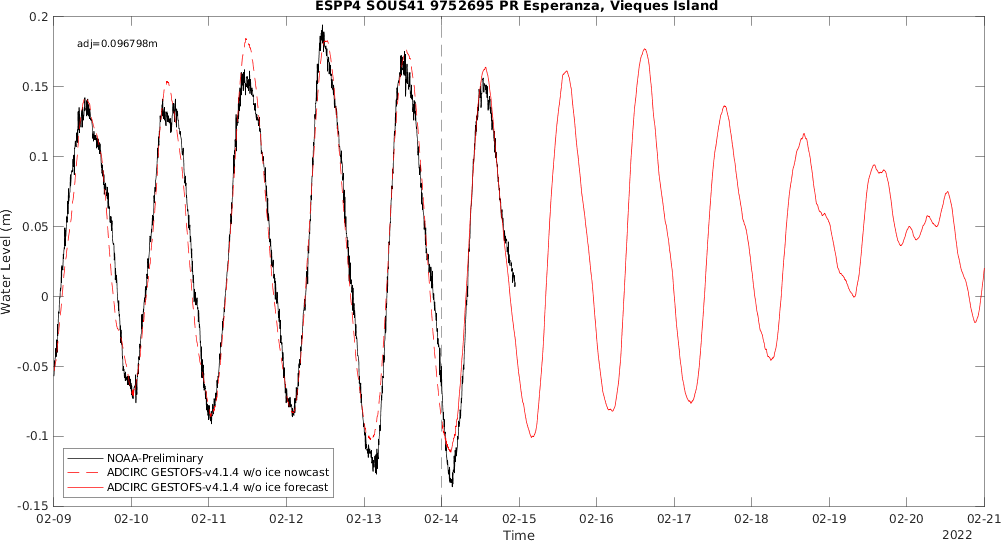 ESPP4 SOUS41 9752695 PR Esperanza, Vieques Island
adj=0.096798m
Water Level (m)
0.2
0.15
0.1
0.05
0
-0.05
-0.1
-0.15
NOAA-Preliminary
ADCIRC GESTOFS-v4.1.4 w/o ice nowcast
ADCIRC GESTOFS-v4.1.4 w/o ice forecast
02-09 02-10 02-11 02-12 02-13 02-14 02-15 02-16 02-17 02-18 02-19 02-20 02-21
Time
2022